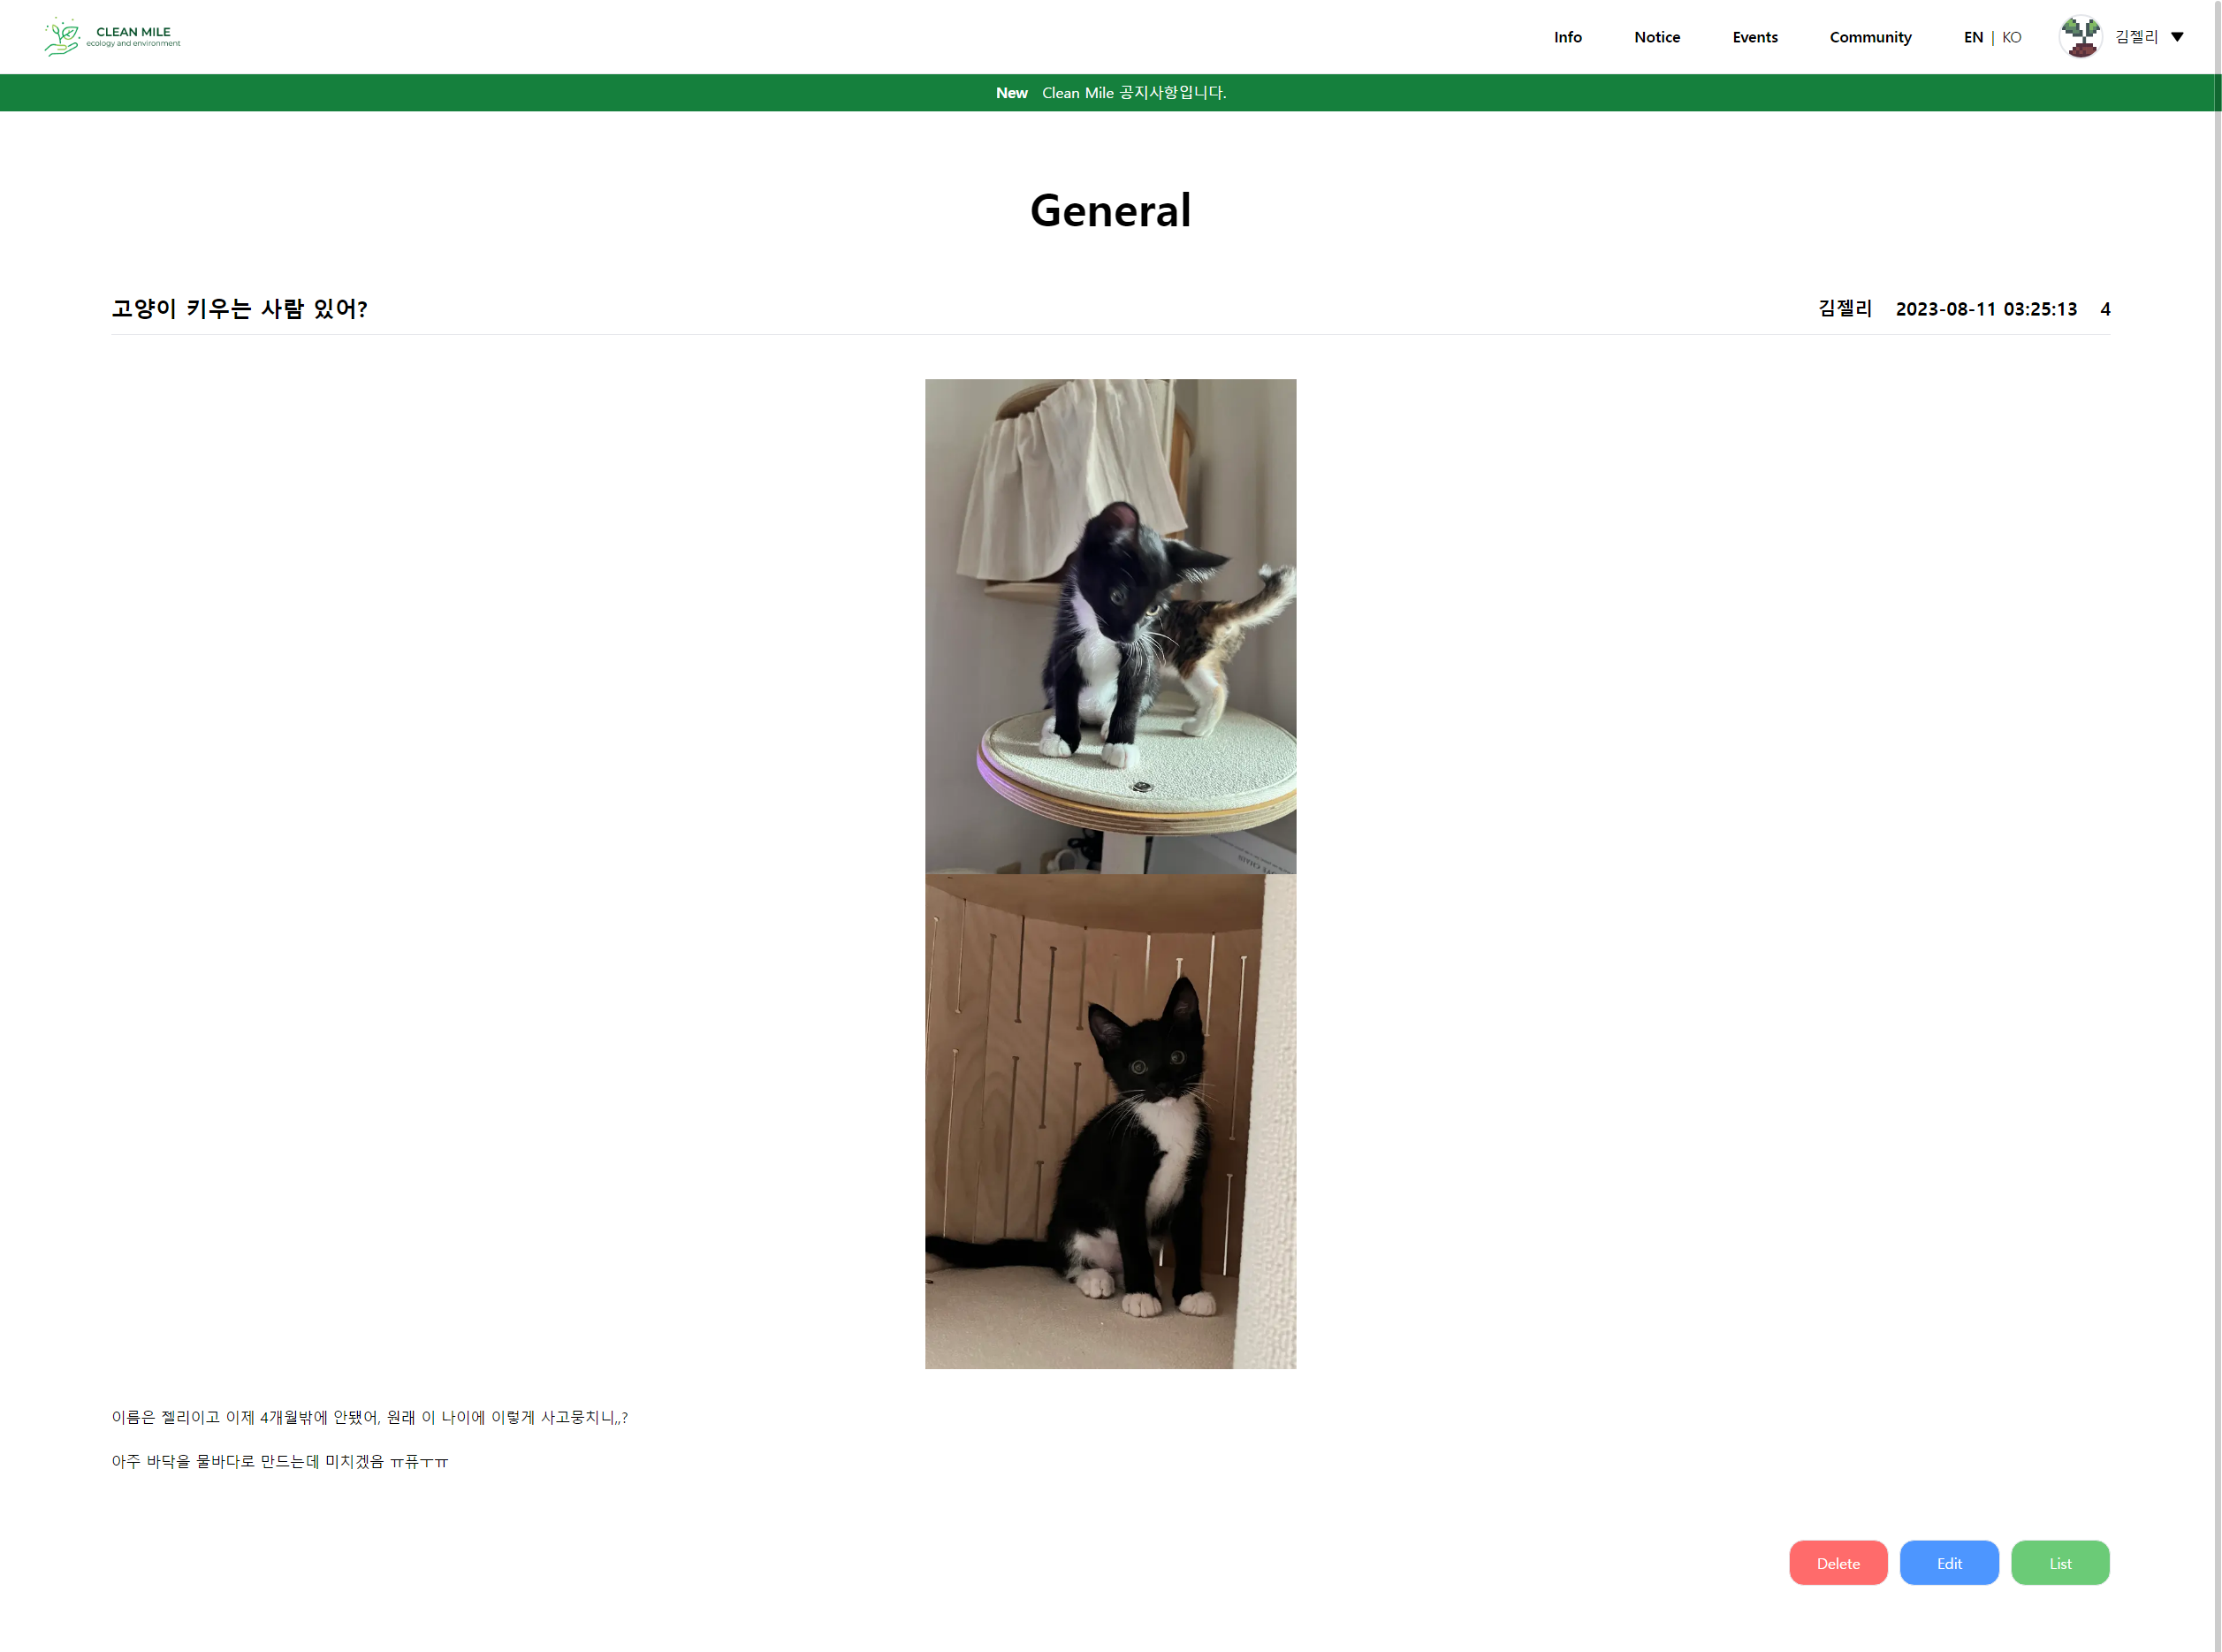 CLEAN MILE
ecology and environment
Info Notice Events Community EN | KO 김젤리 ▼
New Clean Mile 공지사항입니다.
General
고양이 키우는 사람 있어? 김젤리 2023-08-11 03:25:13 4
이름은 젤리이고 이제 4개월밖에 안됐어, 원래 이 나이에 이렇게 사고뭉치니,,?
아주 바닥을 물바다로 만드는데 미치겠음 ㅠ퓨ㅜㅠ
Delete Edit List